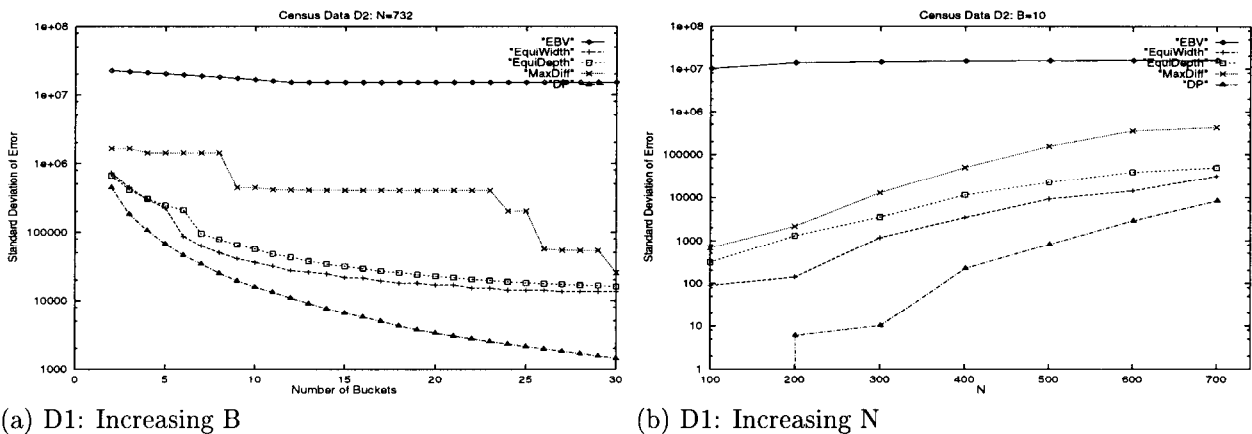 Census Data D2: N=732
1e+08
1e+07
1e+06
100000
10000
1000
Standard Deviation of Error
"EBV"
"EquiWidth"
"EquiDepth"
"MaxDiff"
"DP"
0 5 10 15 20 25 30
Number of Buckets
(a) D1: Increasing B
Census Data D2: B=10
1e+08
1e+07
1e+06
100000
10000
1000
100
10
1
Standard Deviation of Error
"EBV"
"EquiWidth"
"EquiDepth"
"MaxDiff"
"DP"
100 200 300 400 500 600 700
N
(b) D1: Increasing N